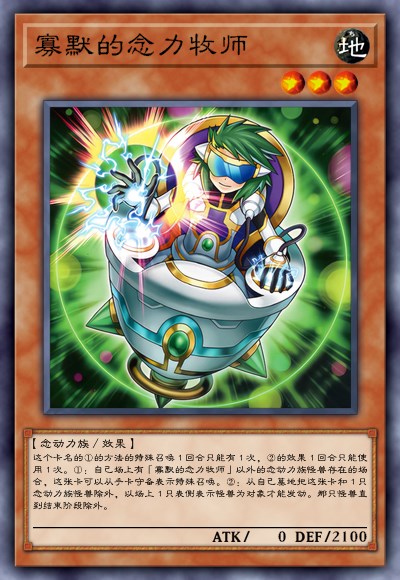 寡默的念力牧师
地
【念动力族／效果】
这个卡名的①的方法的特殊召唤1回合只能有1次，②的效果1回合只能使
用1次。①：自己场上有「寡默的念力牧师」以外的念动力族怪兽存在的场
合，这张卡可以从手卡守备表示特殊召唤。②：从自己墓地把这张卡和1只
念动力族怪兽除外，以场上1只表侧表示怪兽为对象才能发动。那只怪兽直
到结束阶段除外。
ATK/ 0 DEF/2100